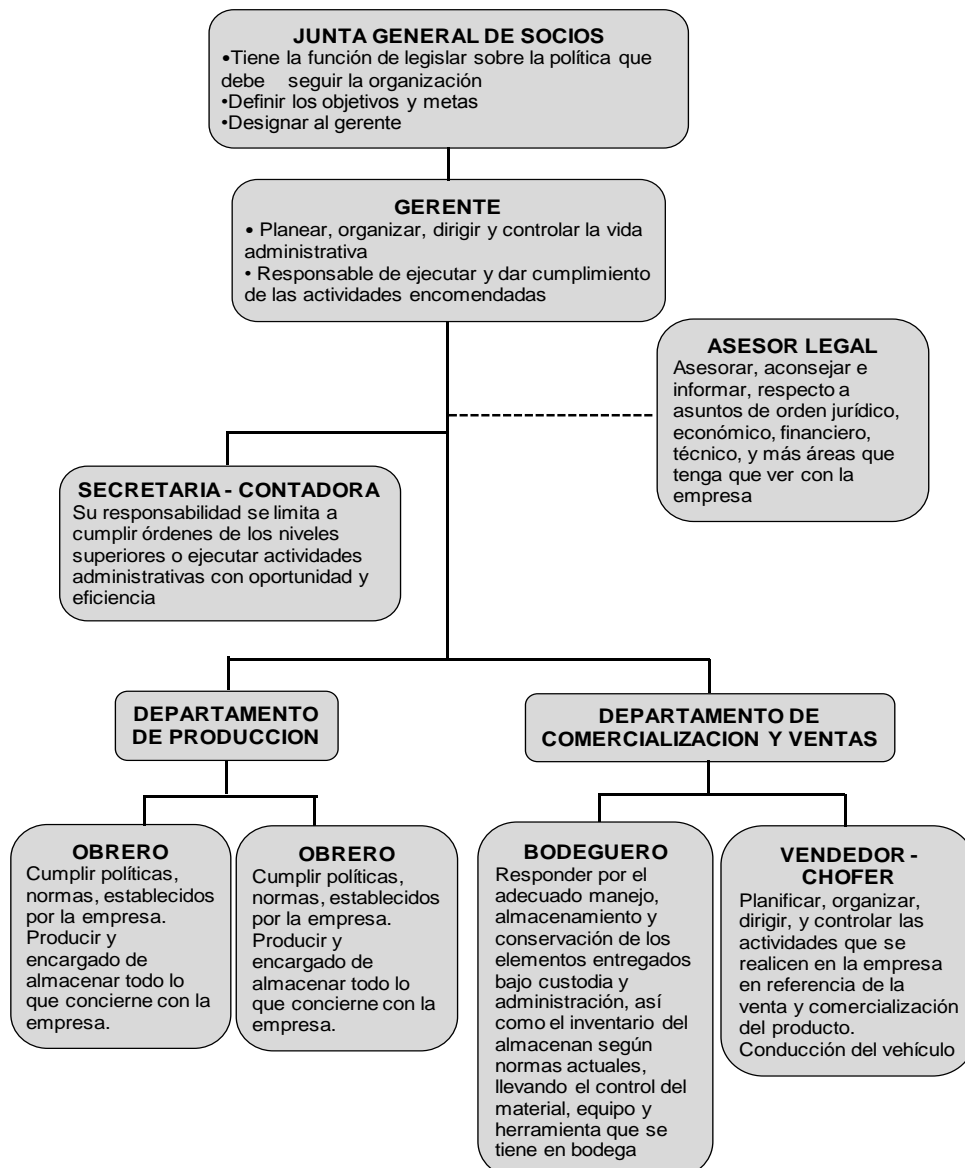 JUNTA GENERAL DE SOCIOS
•Tiene la función de legislar sobre la política que
debe seguir la organización
•Definir los objetivos y metas
•Designar al gerente
GERENTE
• Planear, organizar, dirigir y controlar la vida
administrativa
• Responsable de ejecutar y dar cumplimiento
de las actividades encomendadas
ASESOR LEGAL
Asesorar, aconsejar e
informar, respecto a
asuntos de orden jurídico,
económico, financiero,
técnico, y más áreas que
tenga que ver con la
empresa
SECRETARIA - CONTADORA
Su responsabilidad se limita a
cumplir órdenes de los niveles
superiores o ejecutar actividades
administrativas con oportunidad y
eficiencia
DEPARTAMENTO
DE PRODUCCION
DEPARTAMENTO DE
COMERCIALIZACION Y VENTAS
OBRERO
Cumplir políticas,
normas, establecidos
por la empresa.
Producir y
encargado de
almacenar todo lo
que concierne con la
empresa.
OBRERO
Cumplir políticas,
normas, establecidos
por la empresa.
Producir y
encargado de
almacenar todo lo
que concierne con la
empresa.
BODEGUERO
Responder por el
adecuado manejo,
almacenamiento y
conservación de los
elementos entregados
bajo custodia y
administración, así
como el inventario del
almacenan según
normas actuales,
llevando el control del
material, equipo y
herramienta que se
tiene en bodega
VENDEDOR -
CHOFER
Planificar, organizar,
dirigir, y controlar las
actividades que se
realicen en la empresa
en referencia de la
venta y comercialización
del producto.
Conducción del vehículo